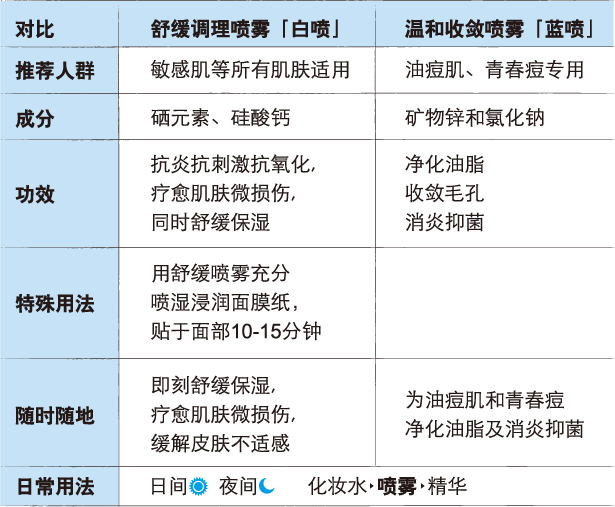 对比 舒缓调理喷雾「白喷」 温和收敛喷雾「蓝喷」
推荐人群 敏感肌等所有肌肤适用 油痘肌、青春痘专用
成分 硒元素、硅酸钙 矿物锌和氯化钠
功效
抗炎抗刺激抗氧化,
疗愈肌肤微损伤,
同时舒缓保湿
净化油脂
收敛毛孔
消炎抑菌
特殊用法
用舒缓喷雾充分
喷湿浸润面膜纸,
贴于面部10-15分钟
随时随地
即刻舒缓保湿,
疗愈肌肤微损伤,
缓解皮肤不适感
为油痘肌和青春痘
净化油脂及消炎抑菌
日常用法 日间 夜间 化妆水·喷雾·精华